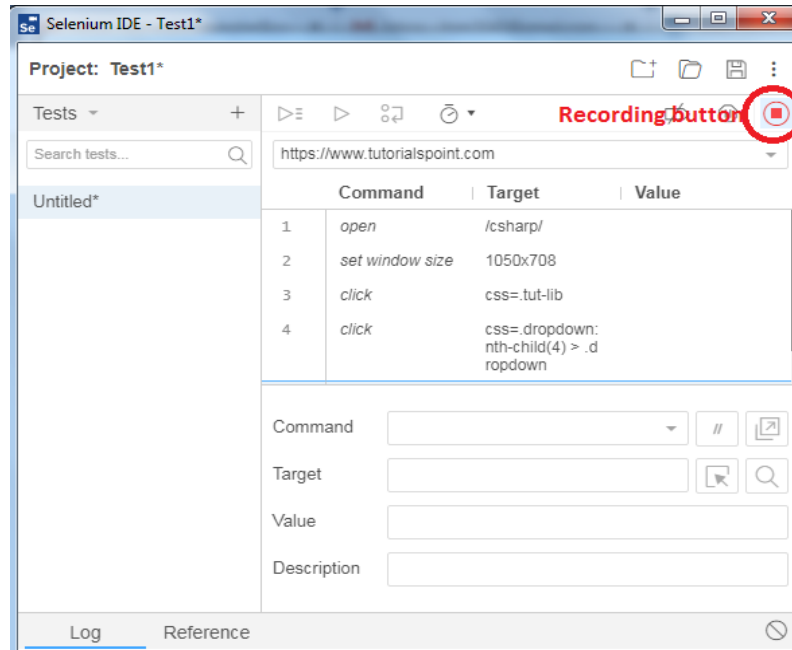 Selenium IDE - Test1*
Project: Test1*
Tests
Recording button
Search tests...
https://www.tutorialspoint.com
Untitled*
Command Target Value
1 open /csharp/
2 set window size 1050x708
3 click css=.tut-lib
4 click css=.dropdown:
nth-child(4) > .d
ropdown
Command
//
Target
Value
Description
Log Reference